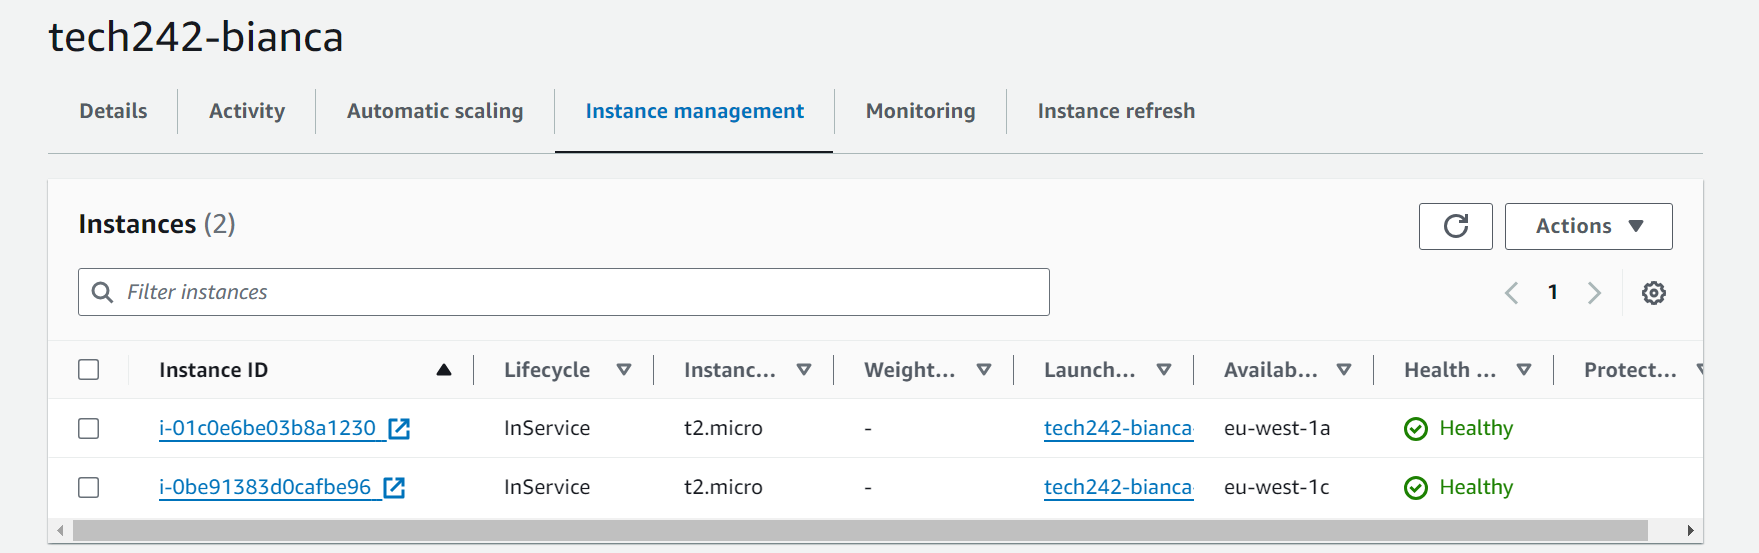 tech242-bianca
Details Activity Automatic scaling Instance management Monitoring Instance refresh
Instances (2)
Actions
Filter instances
1
Instance ID Lifecycle Instanc... Weight... Launch... Availab... Health ... Protect...
i-01c0e6be03b8a1230 InService t2.micro - tech242-bianca- eu-west-1a Healthy
i-0be91383d0cafbe96 InService t2.micro - tech242-bianca- eu-west-1c Healthy